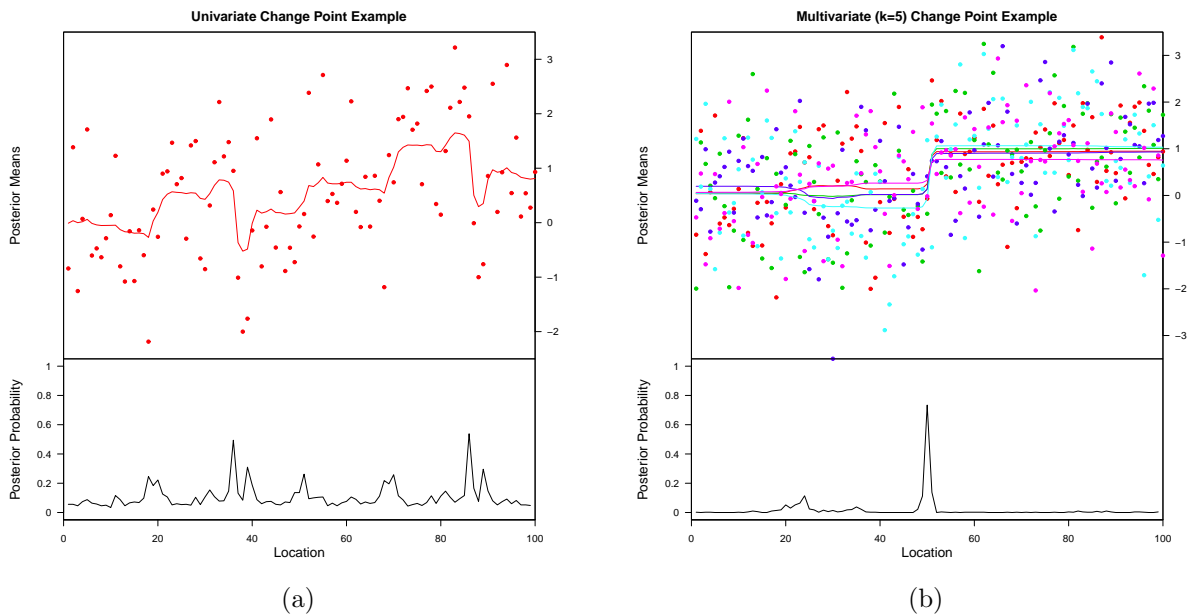 Univariate Change Point Example
Posterior Means
3
2
1
0
−1
−2
Posterior Probability
1
0.8
0.6
0.4
0.2
0
0 20 40 60 80 100
Location
(a)
Multivariate (k=5) Change Point Example
Posterior Means
3
2
1
0
−1
−2
−3
Posterior Probability
1
0.8
0.6
0.4
0.2
0
0 20 40 60 80 100
Location
(b)